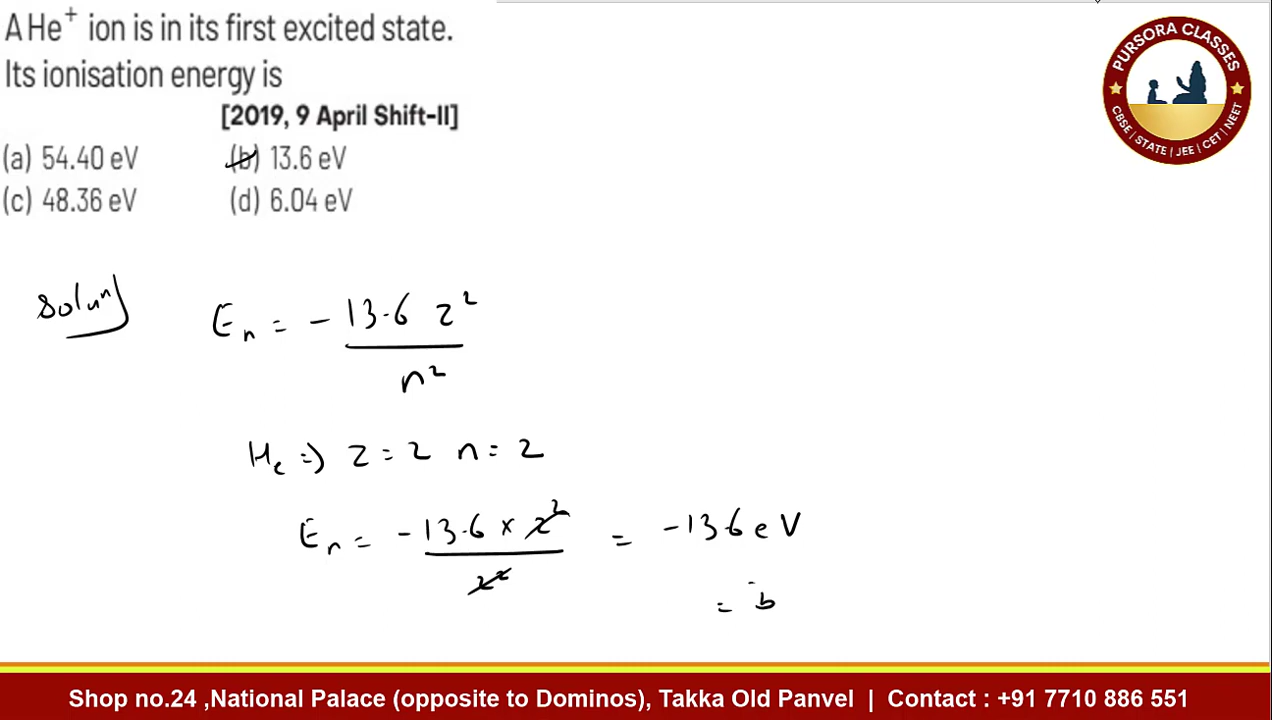 A He⁺ ion is in its first excited state.
Its ionisation energy is
[2019, 9 April Shift-II]
(a) 54.40 eV (b) 13.6 eV
(c) 48.36 eV (d) 6.04 eV
PURSORA CLASSES
CBSE | STATE | JEE | CET | NEET
Soluⁿ
Eₙ = - 13.6 z²
n²
He => z = 2 n = 2
Eₙ = - 13.6 × 2² = -13.6 eV
2²
= b
Shop no.24 ,National Palace (opposite to Dominos), Takka Old Panvel | Contact : +91 7710 886 551